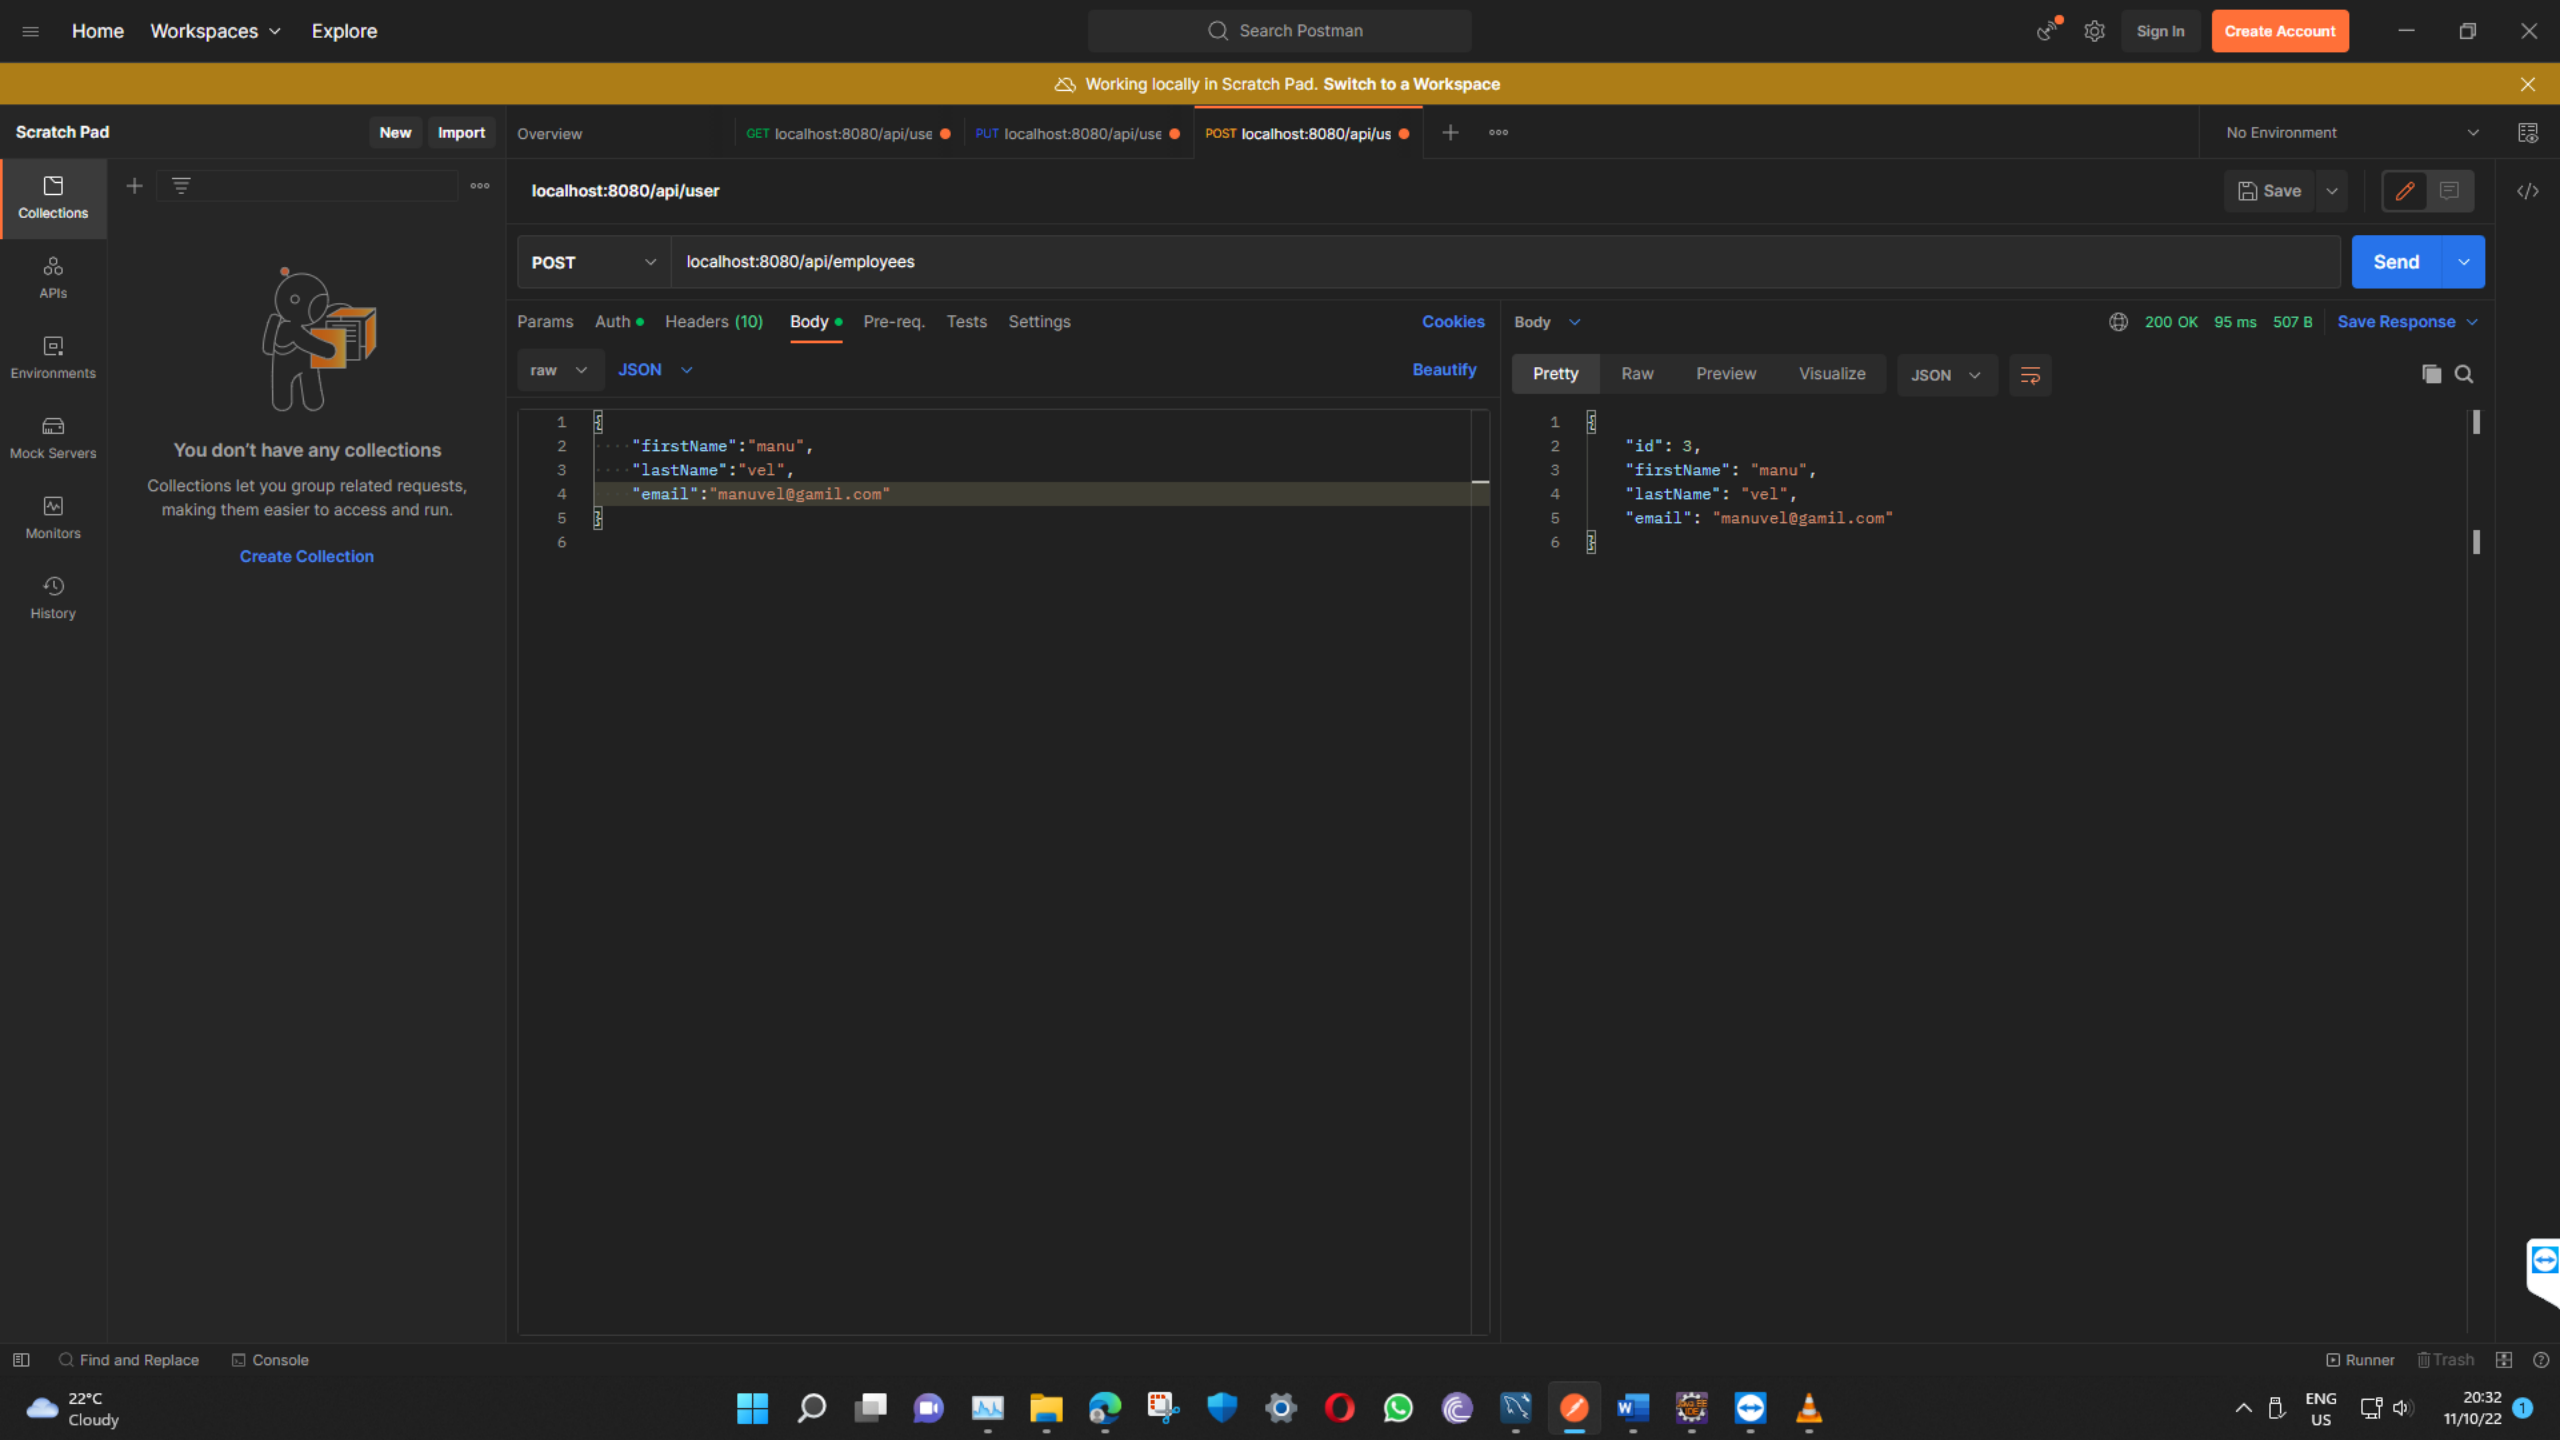 Home Workspaces Explore Search Postman Sign In Create Account
Working locally in Scratch Pad. Switch to a Workspace
Scratch Pad New Import Overview GET localhost:8080/api/use PUT localhost:8080/api/use POST localhost:8080/api/us No Environment
Collections
localhost:8080/api/user Save
APIs
POST localhost:8080/api/employees Send
Params Auth Headers (10) Body Pre-req. Tests Settings Cookies Body 200 OK 95 ms 507 B Save Response
Environments
raw JSON Beautify Pretty Raw Preview Visualize JSON
Mock Servers
You don't have any collections
Collections let you group related requests,
making them easier to access and run.
Create Collection
Monitors
History
1 {
2 "firstName":"manu",
3 "lastName":"vel",
4 "email":"manuvel@gamil.com"
5 }
6
1 {
2 "id": 3,
3 "firstName": "manu",
4 "lastName": "vel",
5 "email": "manuvel@gamil.com"
6 }
Find and Replace Console Runner Trash
22°C
Cloudy
ENG
US
20:32
11/10/22
1